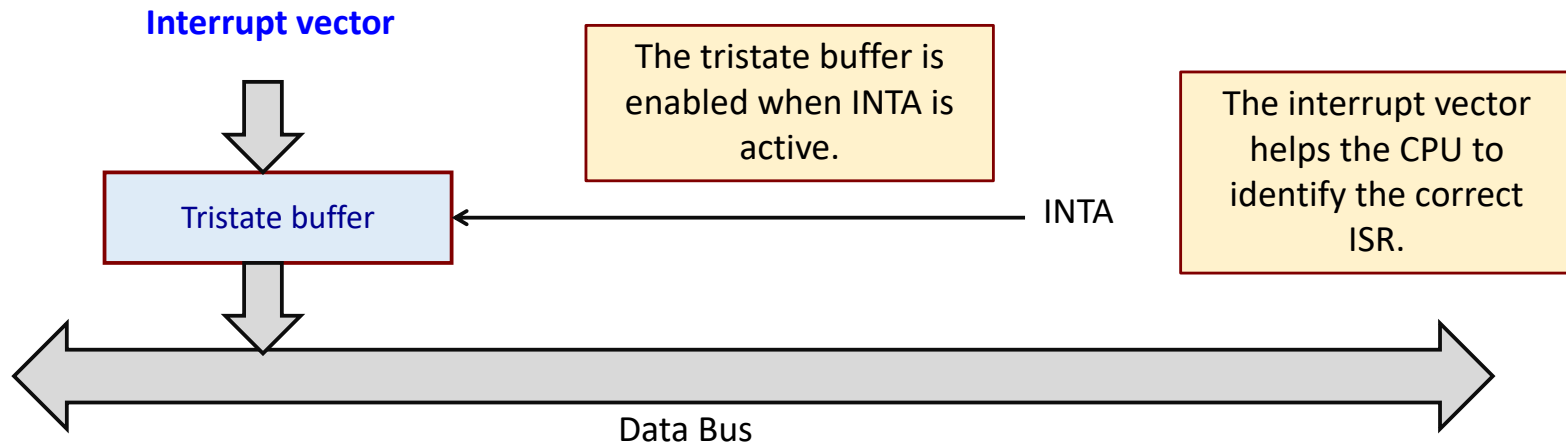 Interrupt vector
The tristate buffer is
enabled when INTA is
active.
The interrupt vector
helps the CPU to
identify the correct
ISR.
Tristate buffer
INTA
Data Bus